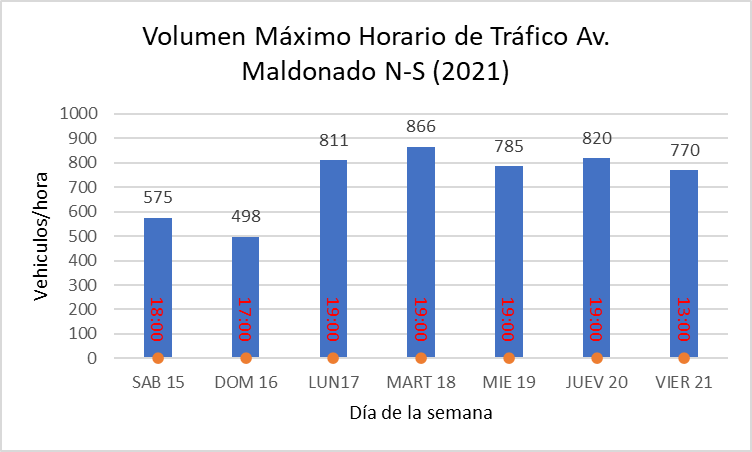 Volumen Máximo Horario de Tráfico Av.
Maldonado N-S (2021)
1000
900
800
700
600
500
400
300
200
100
0
Vehiculos/hora
575
498
811
866
785
820
770
18:00
17:00
19:00
19:00
19:00
19:00
13:00
SAB 15
DOM 16
LUN17
MART 18
MIE 19
JUEV 20
VIER 21
Día de la semana